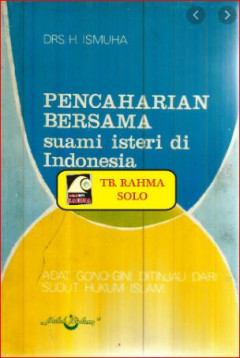 DRS. H. ISMUHA
PENCAHARIAN
BERSAMA
suami isteri di
Indonesia
TB. RAHMA
SOLO
ADAT GONO-GINI DITINJAU DARI
SUDUT HUKUM ISLAM